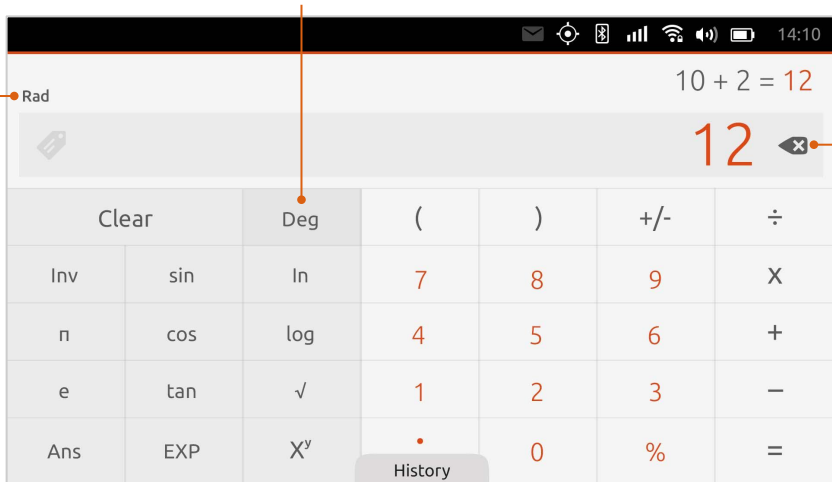 14:10
10 + 2 = 12
Rad
12
Clear Deg ( ) +/- ÷
Inv sin In 7 8 9 X
п cos log 4 5 6 +
e tan √ 1 2 3 −
Ans EXP Xʸ . 0 % =
History